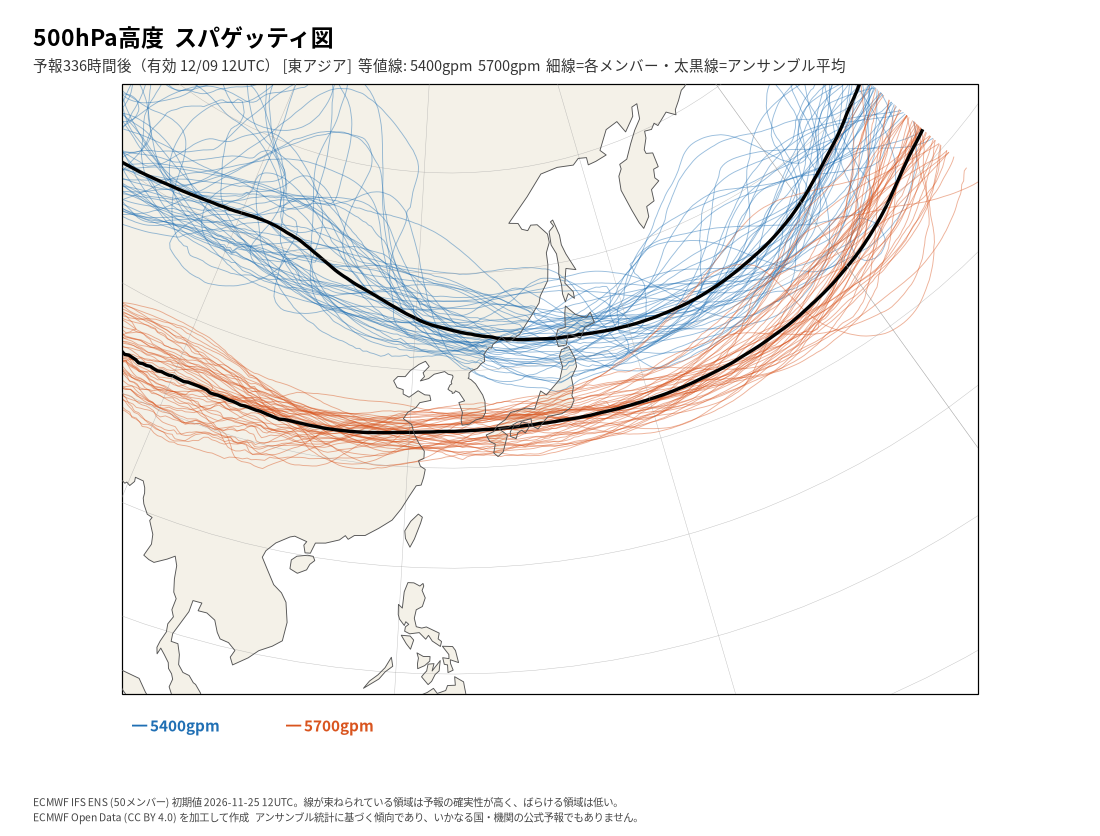 500hPa高度 スパゲッティ図
予報336時間後（有効 12/09 12UTC） [東アジア] 等値線: 5400gpm 5700gpm 細線=各メンバー・太黒線=アンサンブル平均
5400gpm
5700gpm
ECMWF IFS ENS (50メンバー) 初期値 2026-11-25 12UTC。線が束ねられている領域は予報の確実性が高く、ばらける領域は低い。
ECMWF Open Data (CC BY 4.0) を加工して作成 アンサンブル統計に基づく傾向であり、いかなる国・機関の公式予報でもありません。